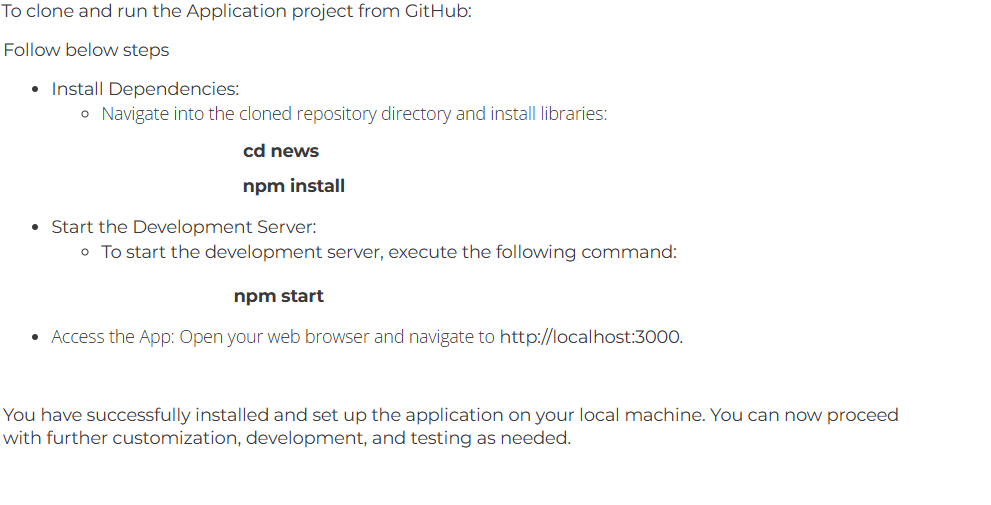 To clone and run the Application project from GitHub:
Follow below steps
• Install Dependencies:
◦ Navigate into the cloned repository directory and install libraries:
cd news
npm install
• Start the Development Server:
◦ To start the development server, execute the following command:
npm start
• Access the App: Open your web browser and navigate to http://localhost:3000.
You have successfully installed and set up the application on your local machine. You can now proceed
with further customization, development, and testing as needed.